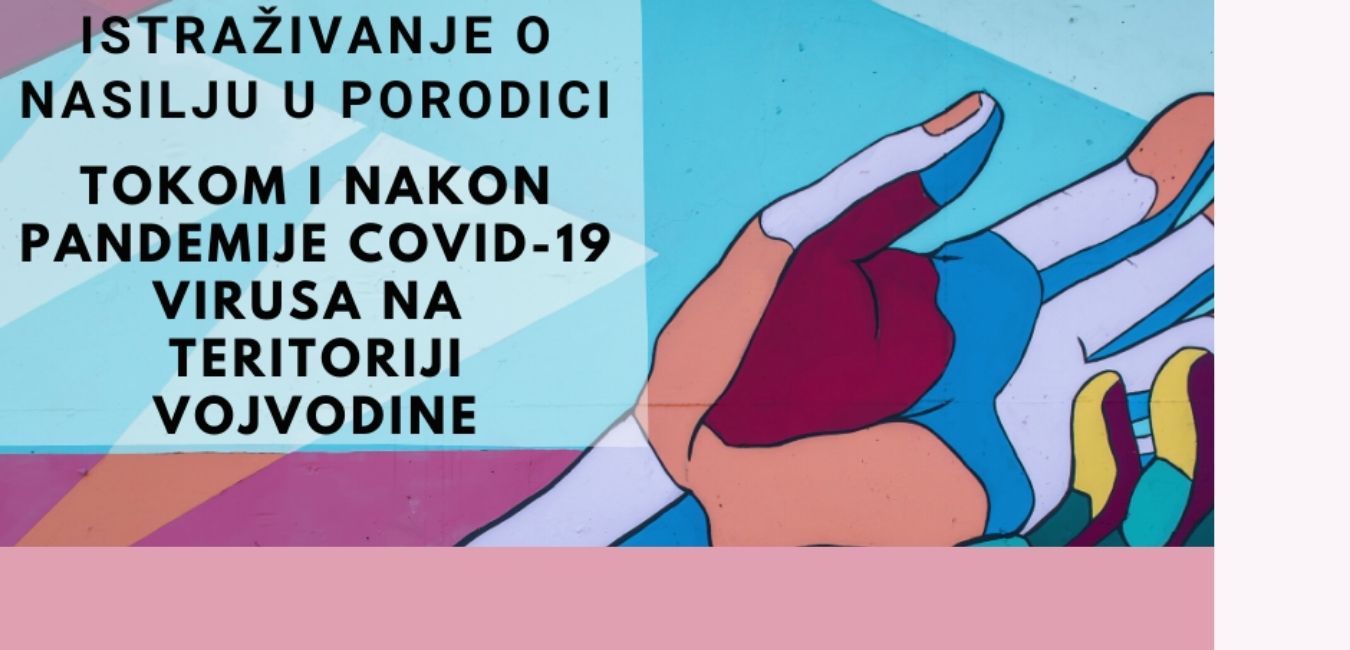 ISTRAŽIVANJE O
NASILJU U PORODICI
TOKOM I NAKON
PANDEMIJE COVID-19
VIRUSA NA
TERITORIJI
VOJVODINE